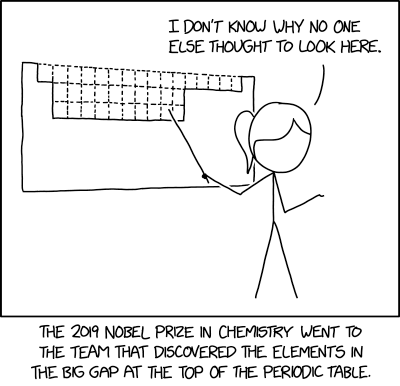 I DON'T KNOW WHY NO ONE
ELSE THOUGHT TO LOOK HERE.
THE 2019 NOBEL PRIZE IN CHEMISTRY WENT TO
THE TEAM THAT DISCOVERED THE ELEMENTS IN
THE BIG GAP AT THE TOP OF THE PERIODIC TABLE.